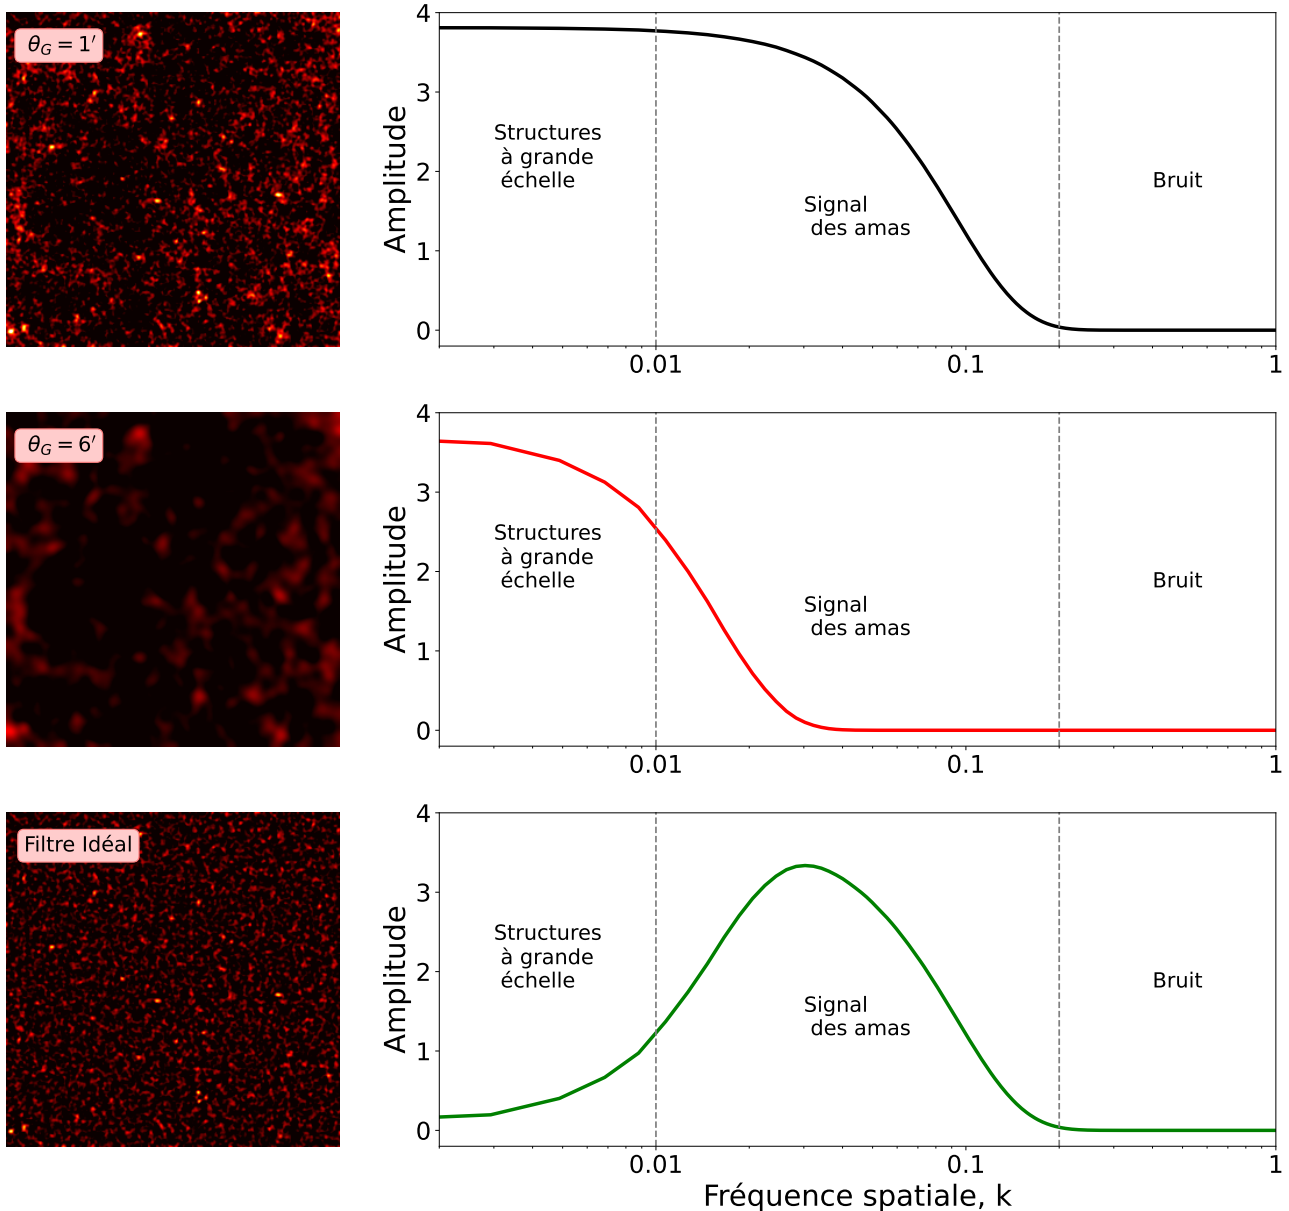 θ_G = 1′
4
3
2
1
0
Amplitude
Structures
à grande
échelle
Signal
des amas
Bruit
0.01
0.1
1
θ_G = 6′
4
3
2
1
0
Amplitude
Structures
à grande
échelle
Signal
des amas
Bruit
0.01
0.1
1
Filtre Idéal
4
3
2
1
0
Amplitude
Structures
à grande
échelle
Signal
des amas
Bruit
0.01
0.1
1
Fréquence spatiale, k